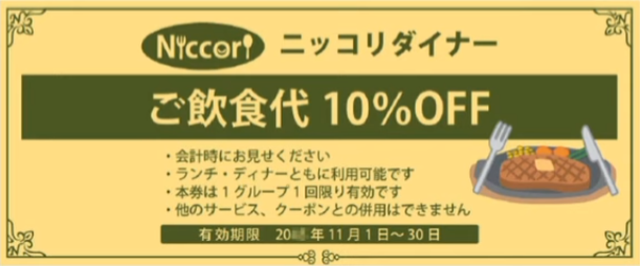 Niccori ニッコリダイナー
ご飲食代 10%OFF
・会計時にお見せください
・ランチ・ディナーともに利用可能です
・本券は1グループ1回限り有効です
・他のサービス、クーポンとの併用はできません
有効期限 20 年11月1日〜30日